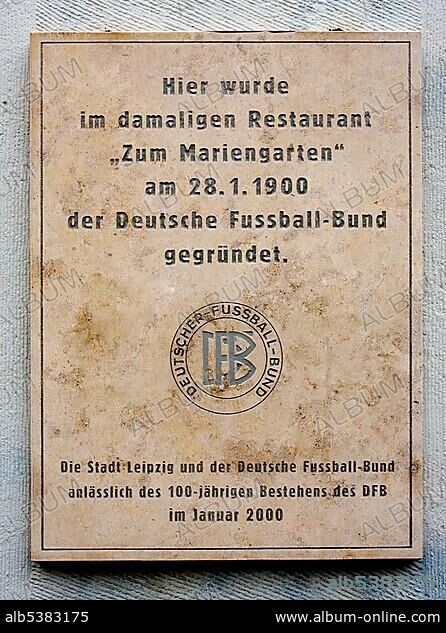 Hier wurde
im damaligen Restaurant
„Zum Mariengarten“
am 28.1.1900
der Deutsche Fussball-Bund
gegründet.
DEUTSCHER-FUSSBALL-BUND
DFB
Die Stadt Leipzig und der Deutsche Fussball-Bund
anlässlich des 100-jährigen Bestehens des DFB
im Januar 2000
alb5383175
alb5383175
www.album-online.com